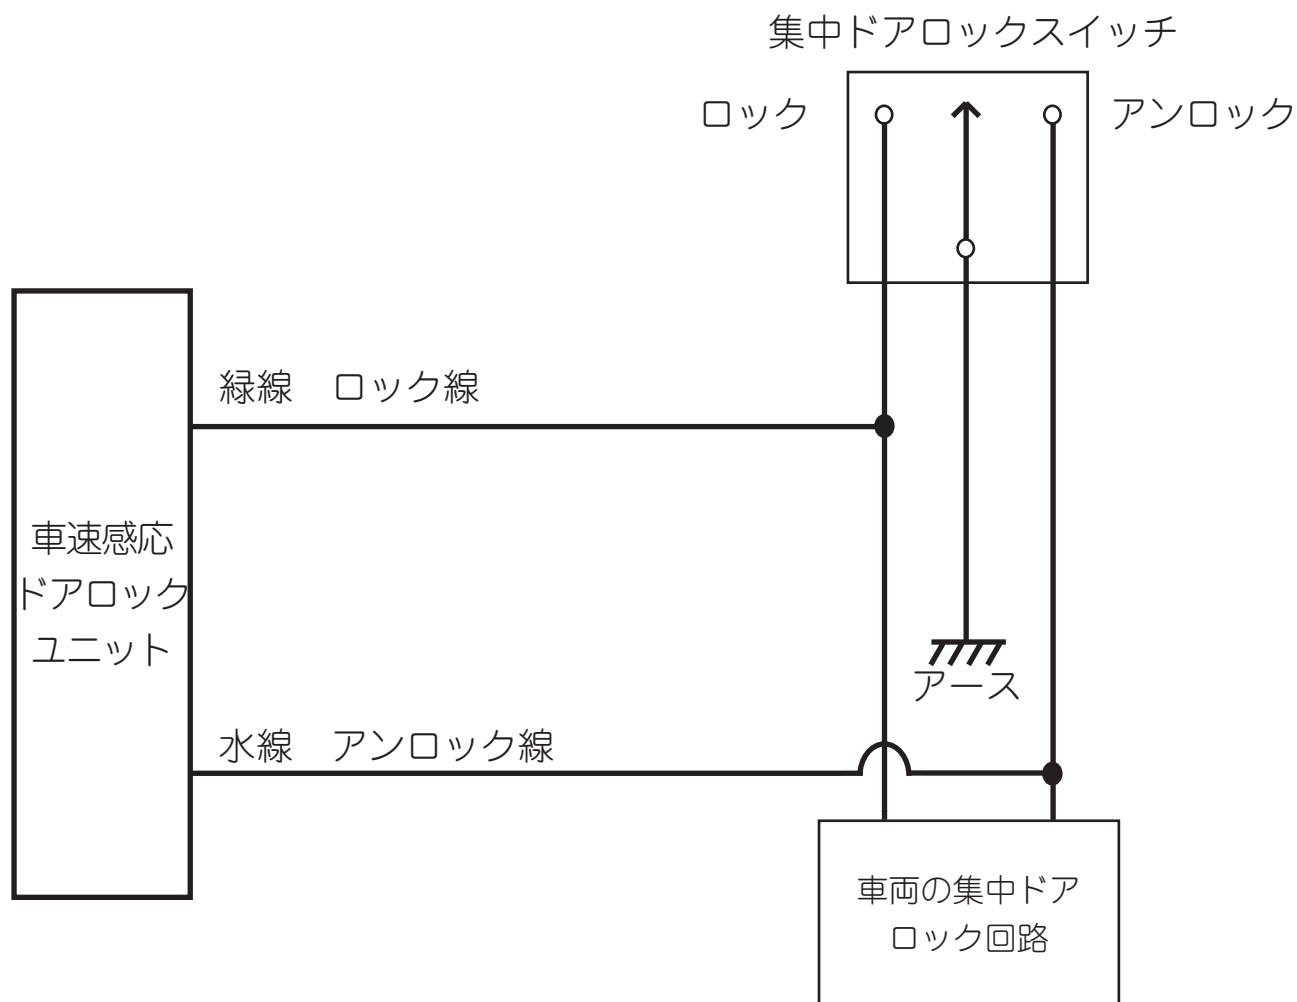 集中ドアロックスイッチ
ロック
アンロック
緑線　ロック線
車速感応
ドアロック
ユニット
アース
水線　アンロック線
車両の集中ドア
ロック回路